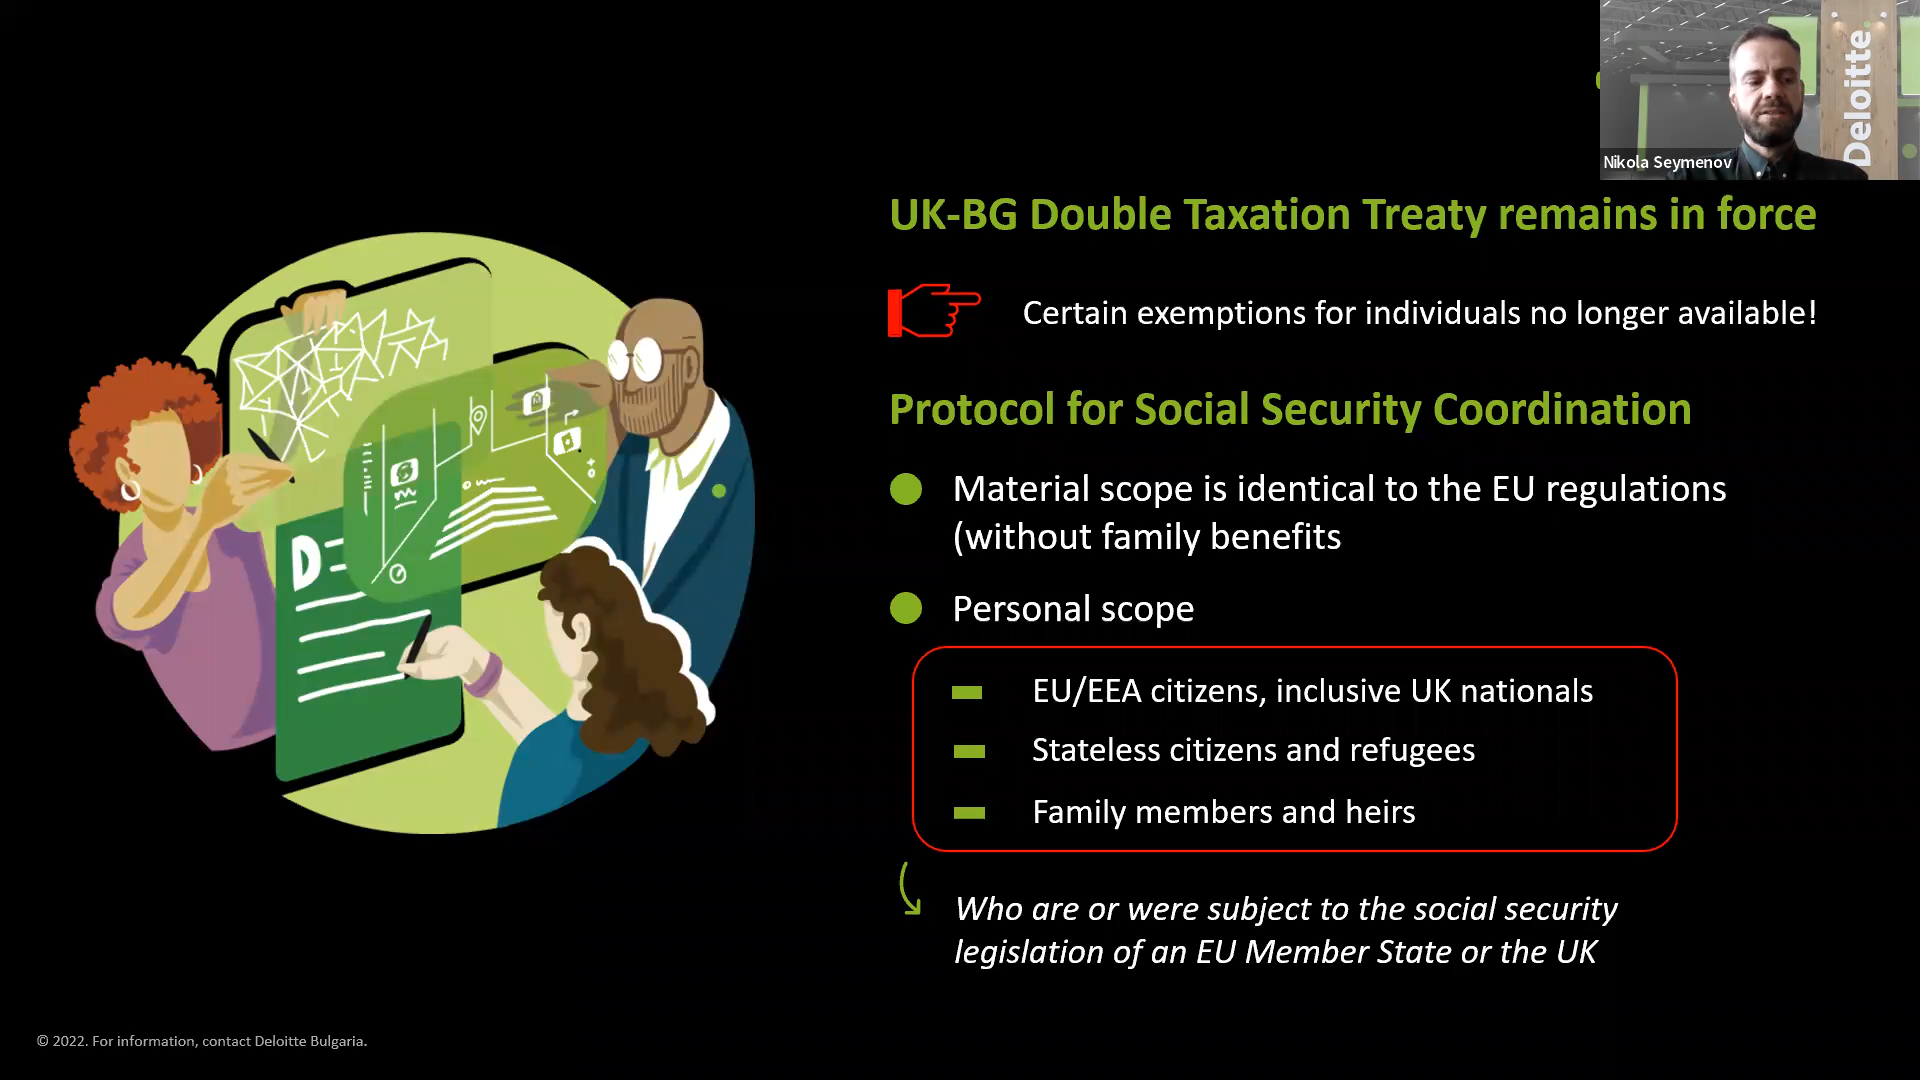 Deloitte.
Nikola Seymenov
UK-BG Double Taxation Treaty remains in force
Certain exemptions for individuals no longer available!
Protocol for Social Security Coordination
Material scope is identical to the EU regulations
(without family benefits
Personal scope
EU/EEA citizens, inclusive UK nationals
Stateless citizens and refugees
Family members and heirs
Who are or were subject to the social security
legislation of an EU Member State or the UK
D
© 2022. For information, contact Deloitte Bulgaria.